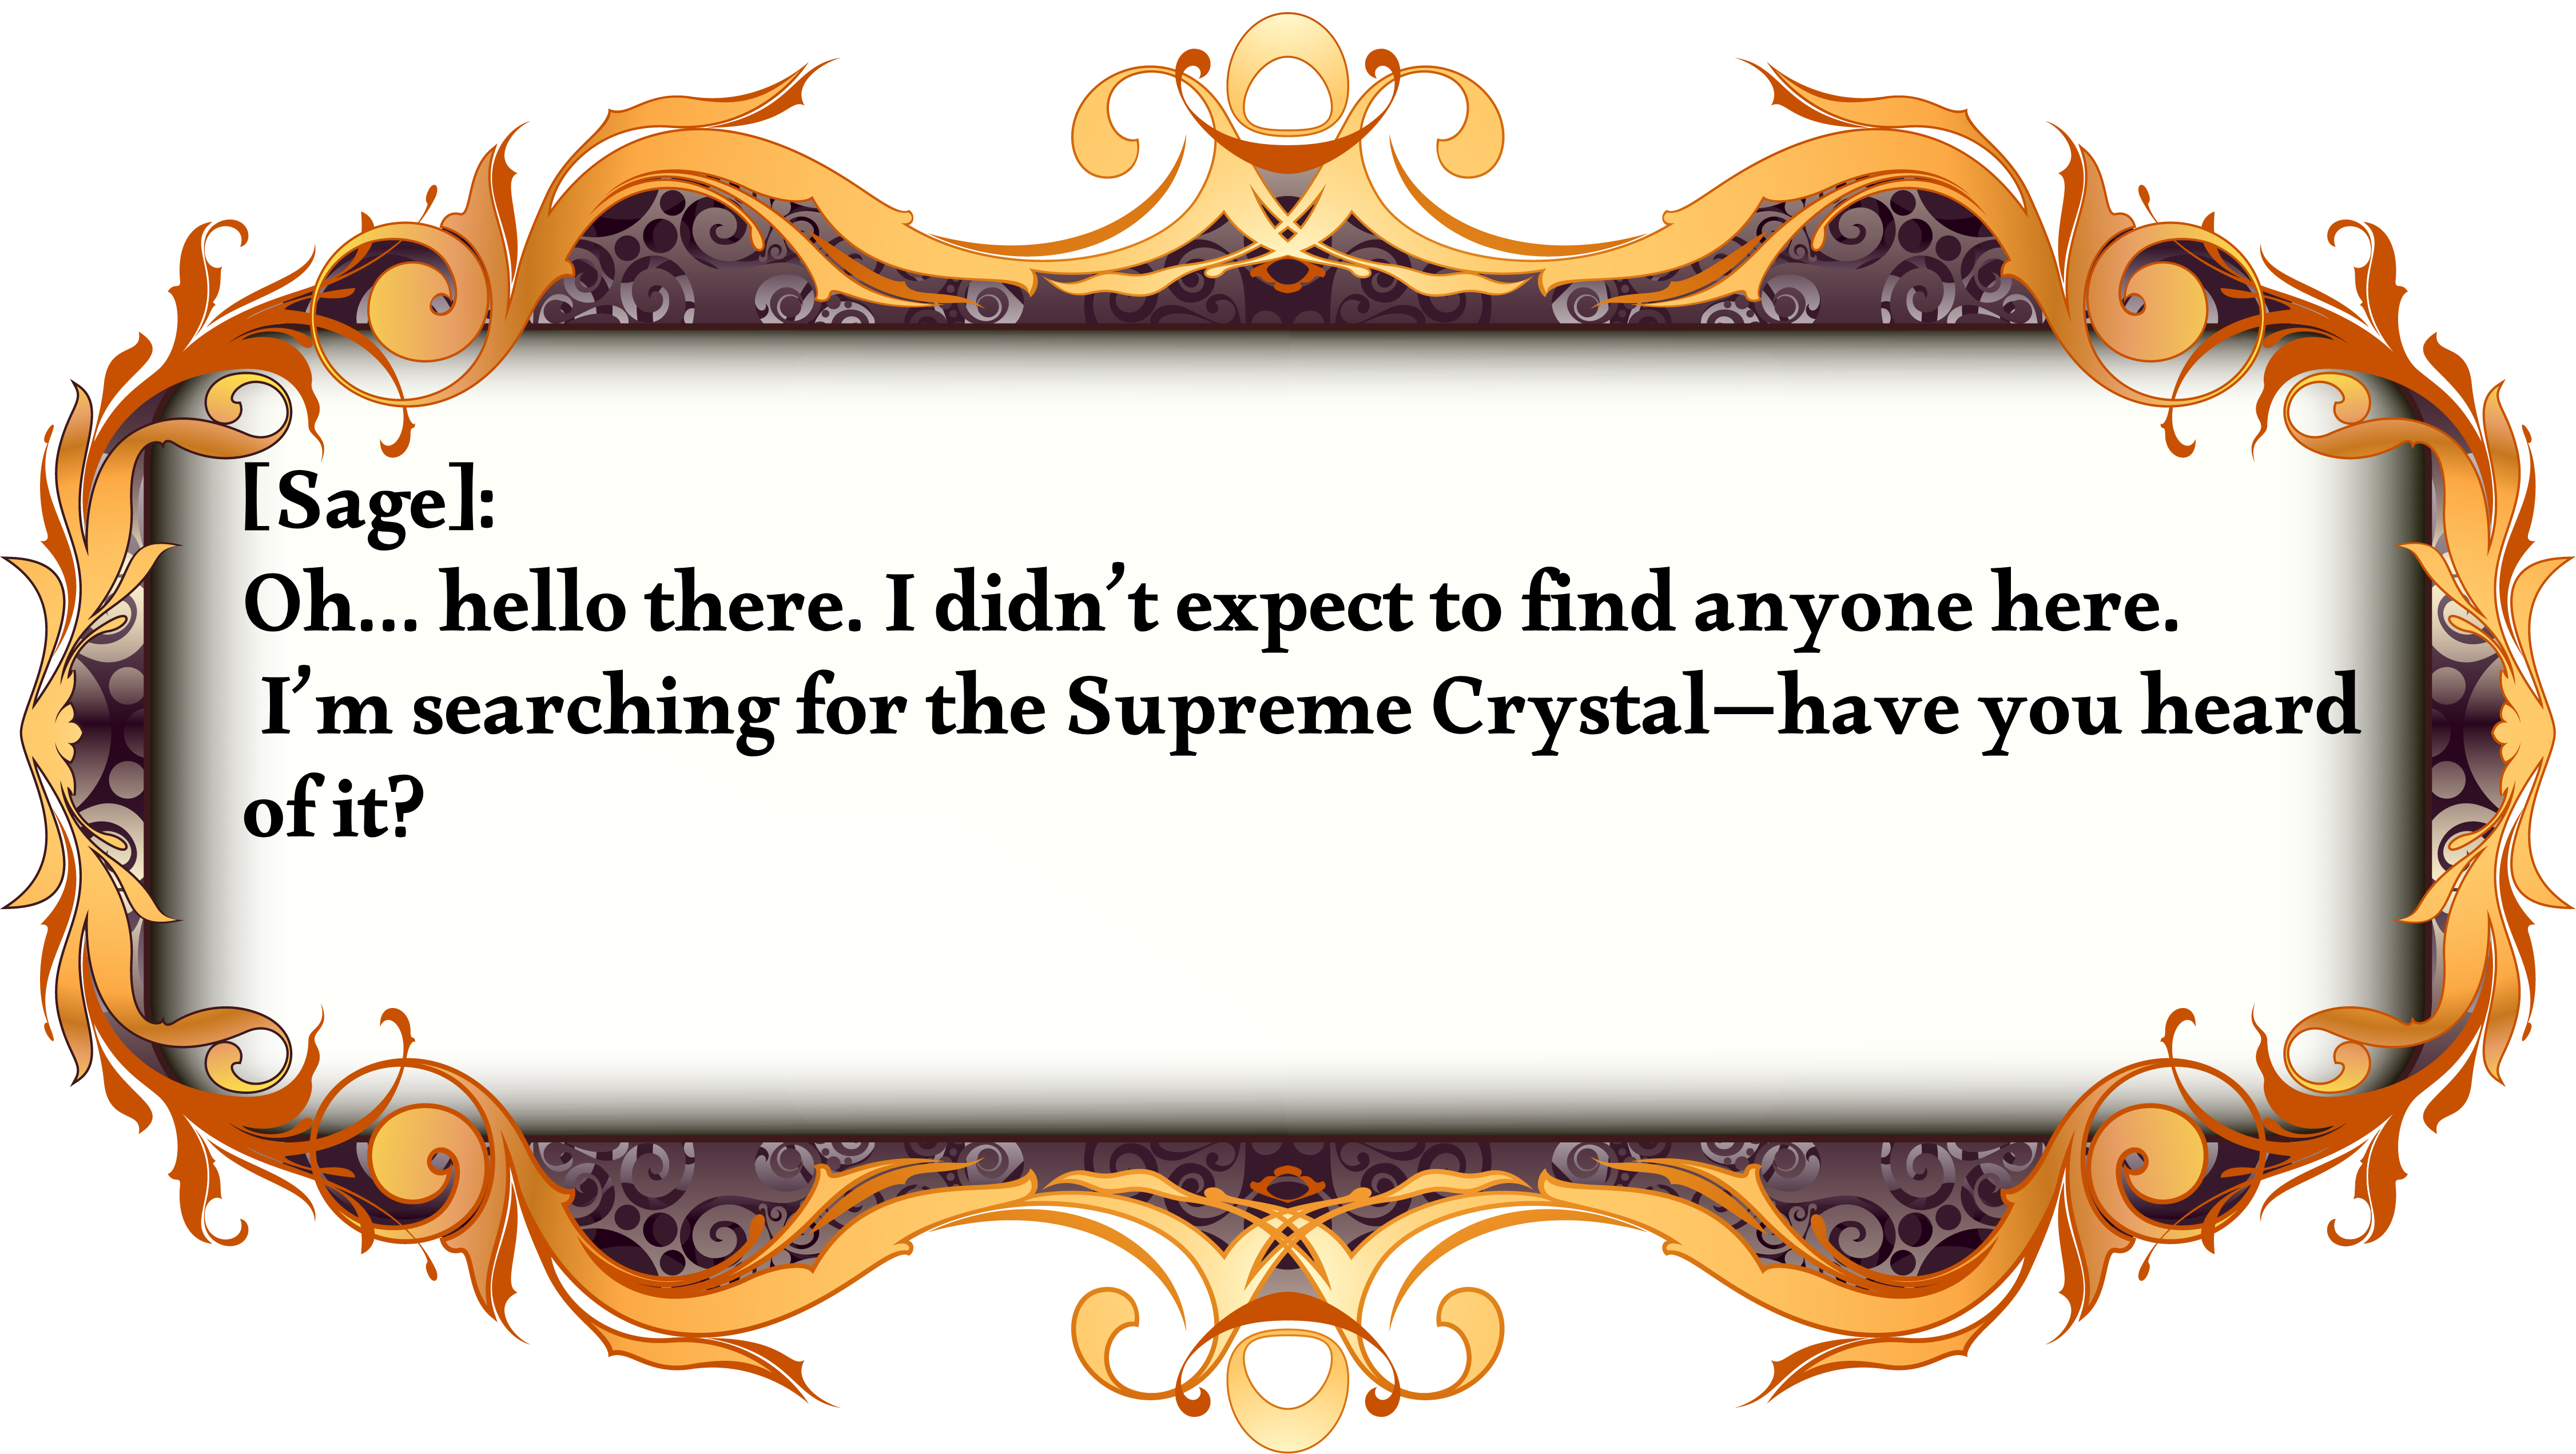 [Sage]:
Oh... hello there. I didn’t expect to find anyone here.
I’m searching for the Supreme Crystal—have you heard
of it?